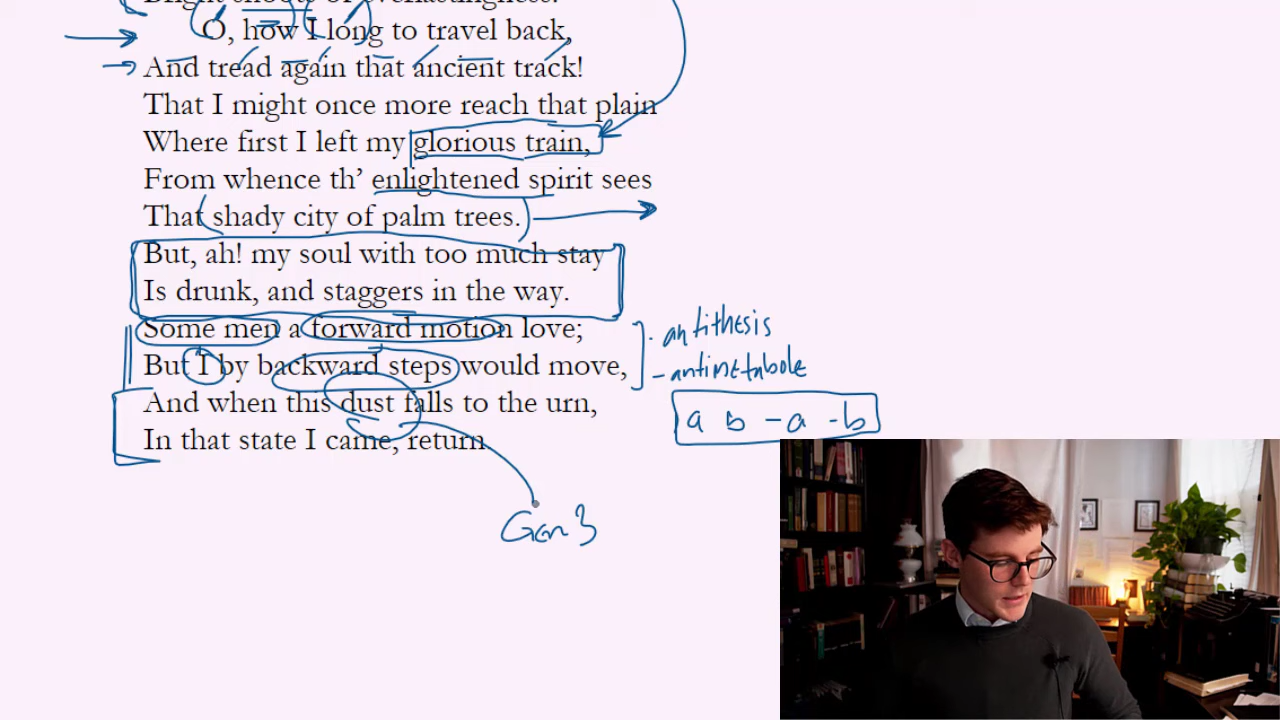 Bright shoots of everlastingness.
O, how I long to travel back,
And tread again that ancient track!
That I might once more reach that plain
Where first I left my glorious train,
From whence th’ enlightened spirit sees
That shady city of palm trees.
But, ah! my soul with too much stay
Is drunk, and staggers in the way.
Some men a forward motion love;
But I by backward steps would move,
And when this dust falls to the urn,
In that state I came, return.
. antithesis
- antimetabole
a b -a -b
Gen 3